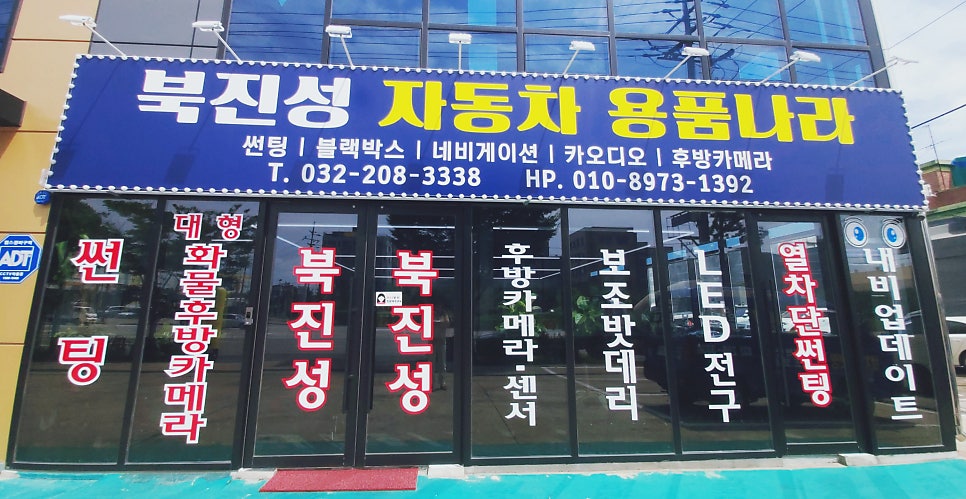 북진성 자동차 용품나라
썬팅 | 블랙박스 | 네비게이션 | 카오디오 | 후방카메라
T. 032-208-3338 HP. 010-8973-1392
ADT
ADT
썬팅
대형
화물후방카메라
북진성
북진성
후방카메라·센서
보조밧데리
LED전구
열차단썬팅
내비업데이트